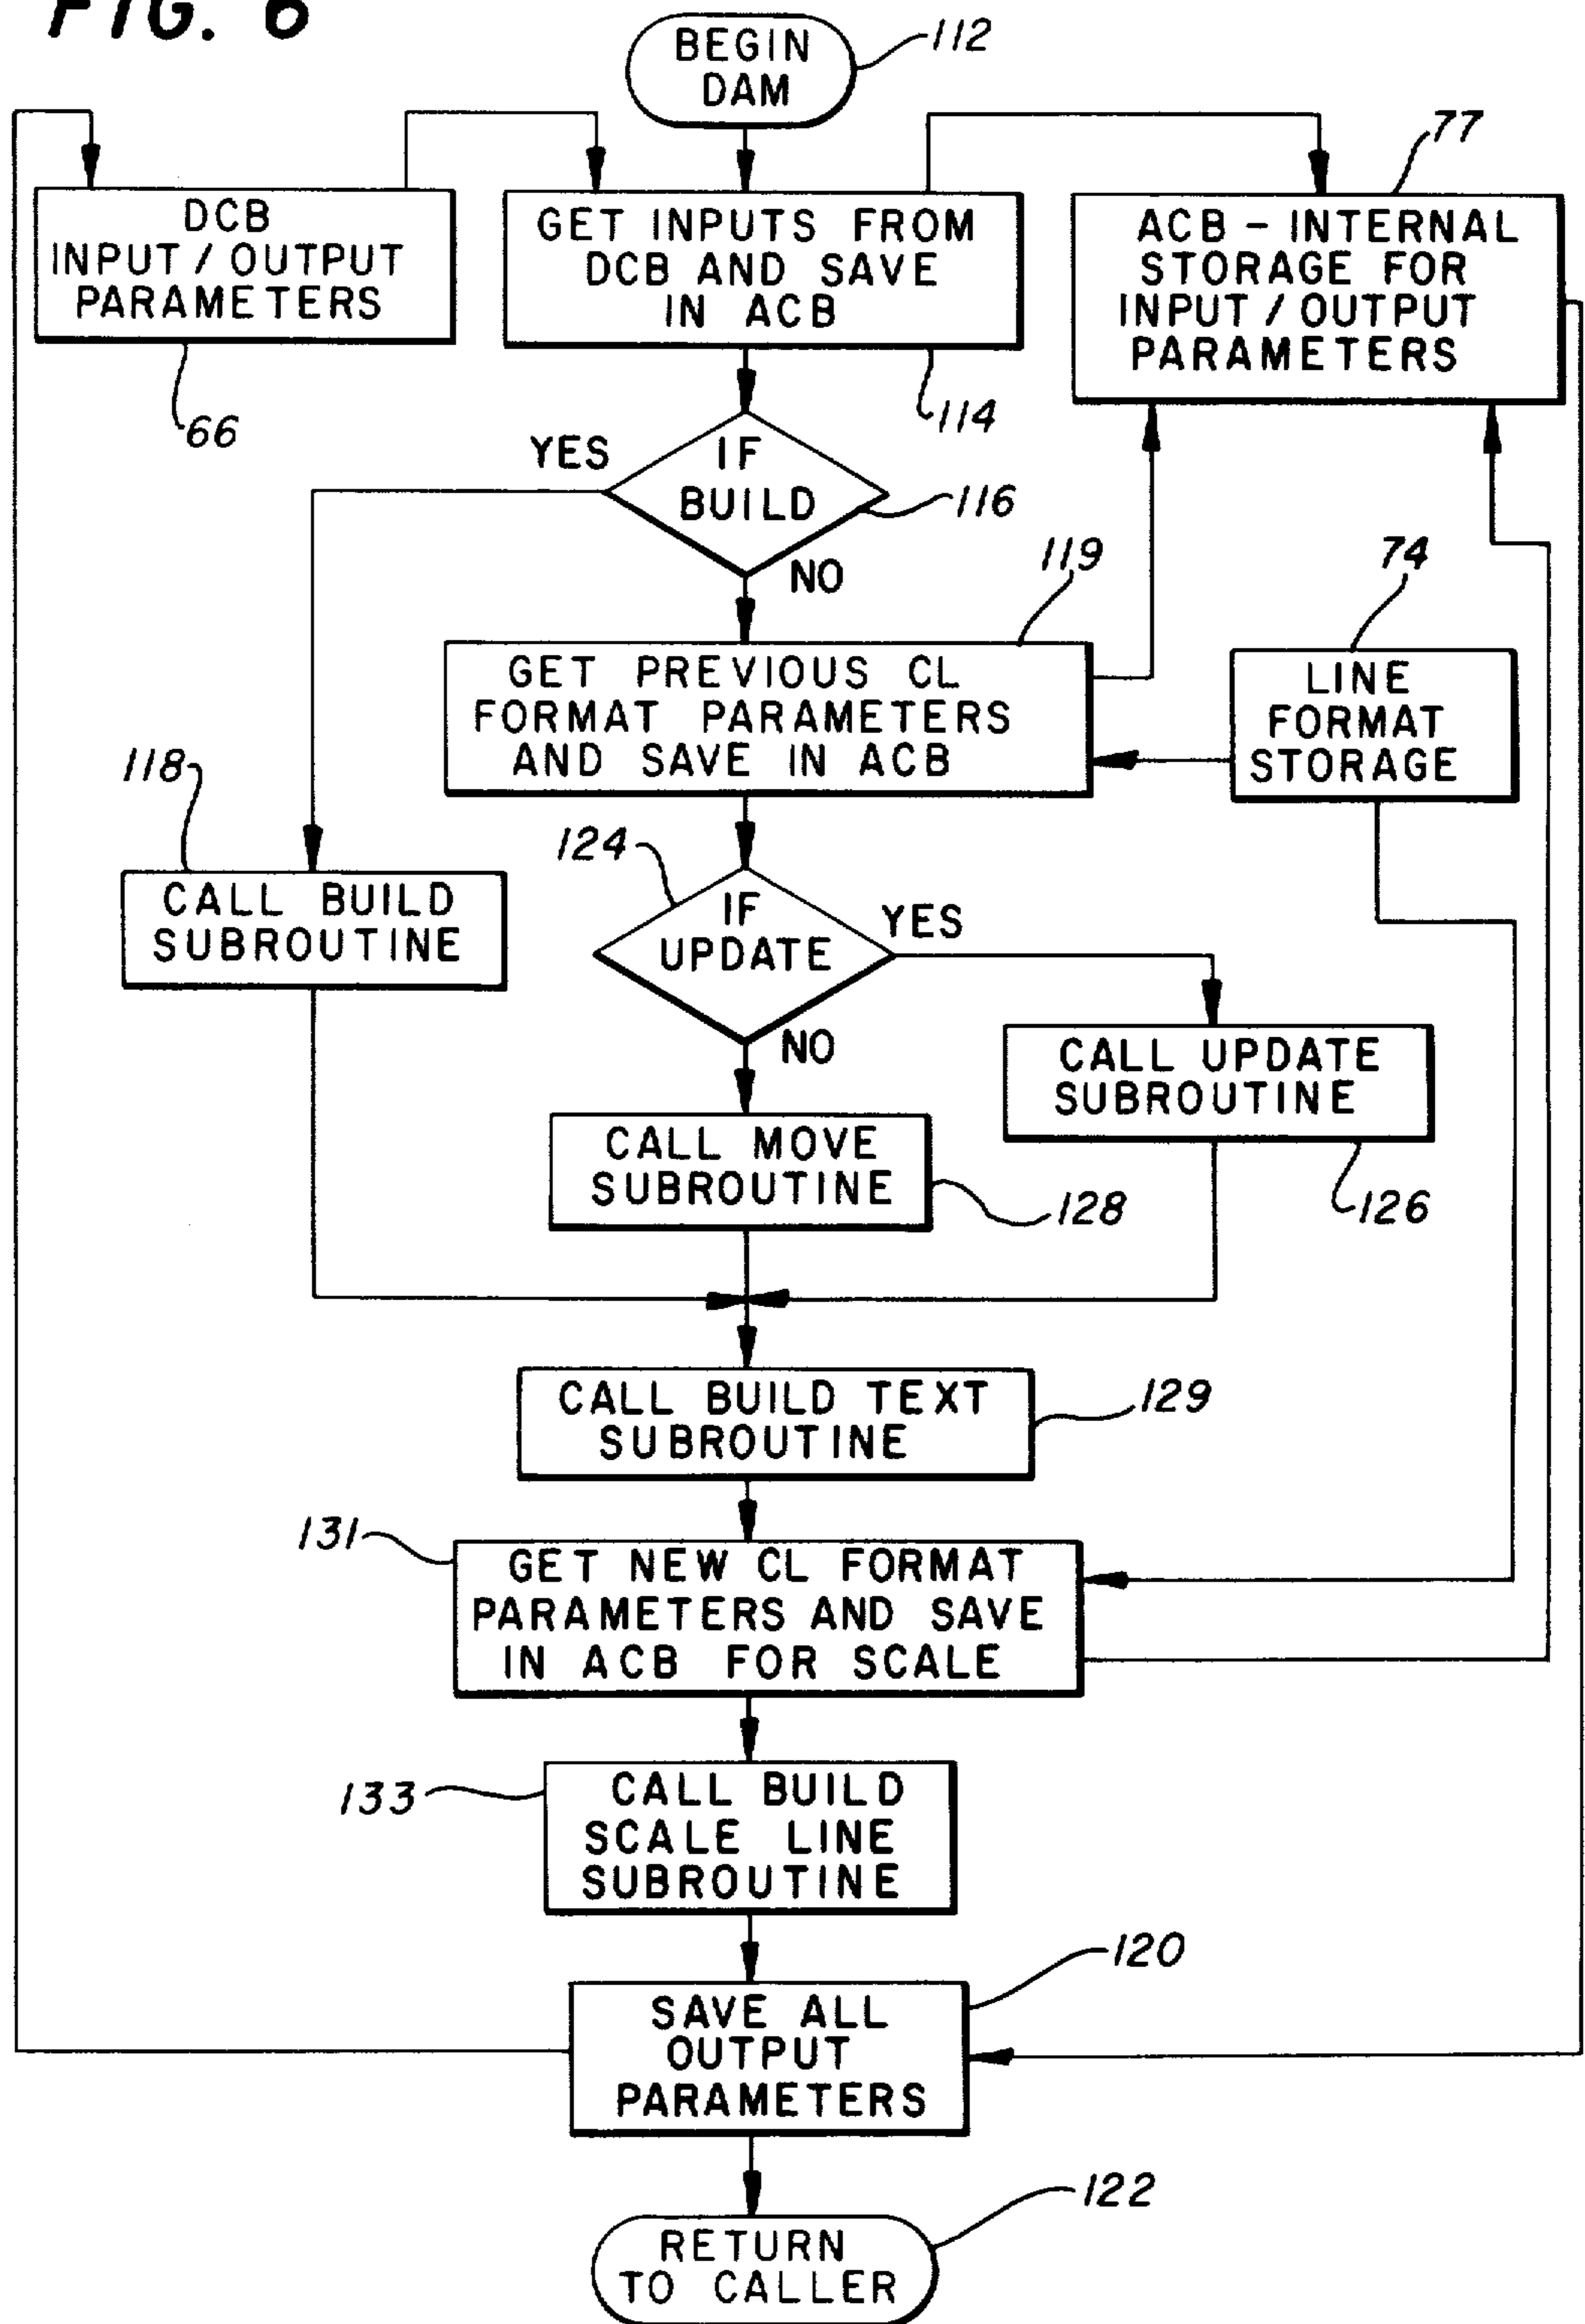 FIG. 6
BEGIN
DAM
112
77
DCB
INPUT / OUTPUT
PARAMETERS
66
GET INPUTS FROM
DCB AND SAVE
IN ACB
114
ACB - INTERNAL
STORAGE FOR
INPUT / OUTPUT
PARAMETERS
YES
IF
BUILD
116
NO
119
74
GET PREVIOUS CL
FORMAT PARAMETERS
AND SAVE IN ACB
LINE
FORMAT
STORAGE
118
CALL BUILD
SUBROUTINE
124
IF
UPDATE
YES
NO
CALL UPDATE
SUBROUTINE
126
CALL MOVE
SUBROUTINE
128
CALL BUILD TEXT
SUBROUTINE
129
131
GET NEW CL FORMAT
PARAMETERS AND SAVE
IN ACB FOR SCALE
133
CALL BUILD
SCALE LINE
SUBROUTINE
120
SAVE ALL
OUTPUT
PARAMETERS
122
RETURN
TO CALLER